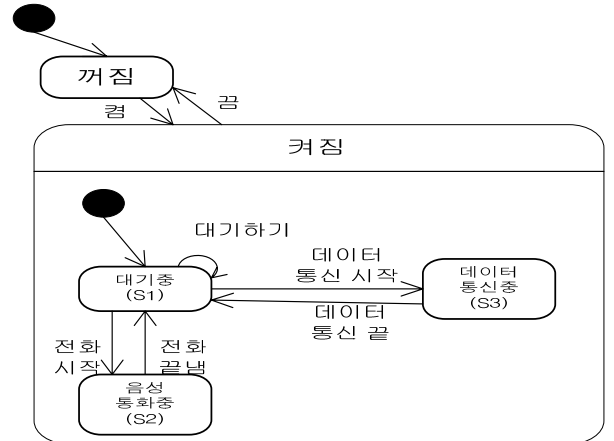 꺼짐
켬
끔
켜짐
대기하기
대기중
(S1)
데이터
통신 시작
데이터
통신중
(S3)
데이터
통신 끝
전화
시작
전화
끝냄
음성
통화중
(S2)